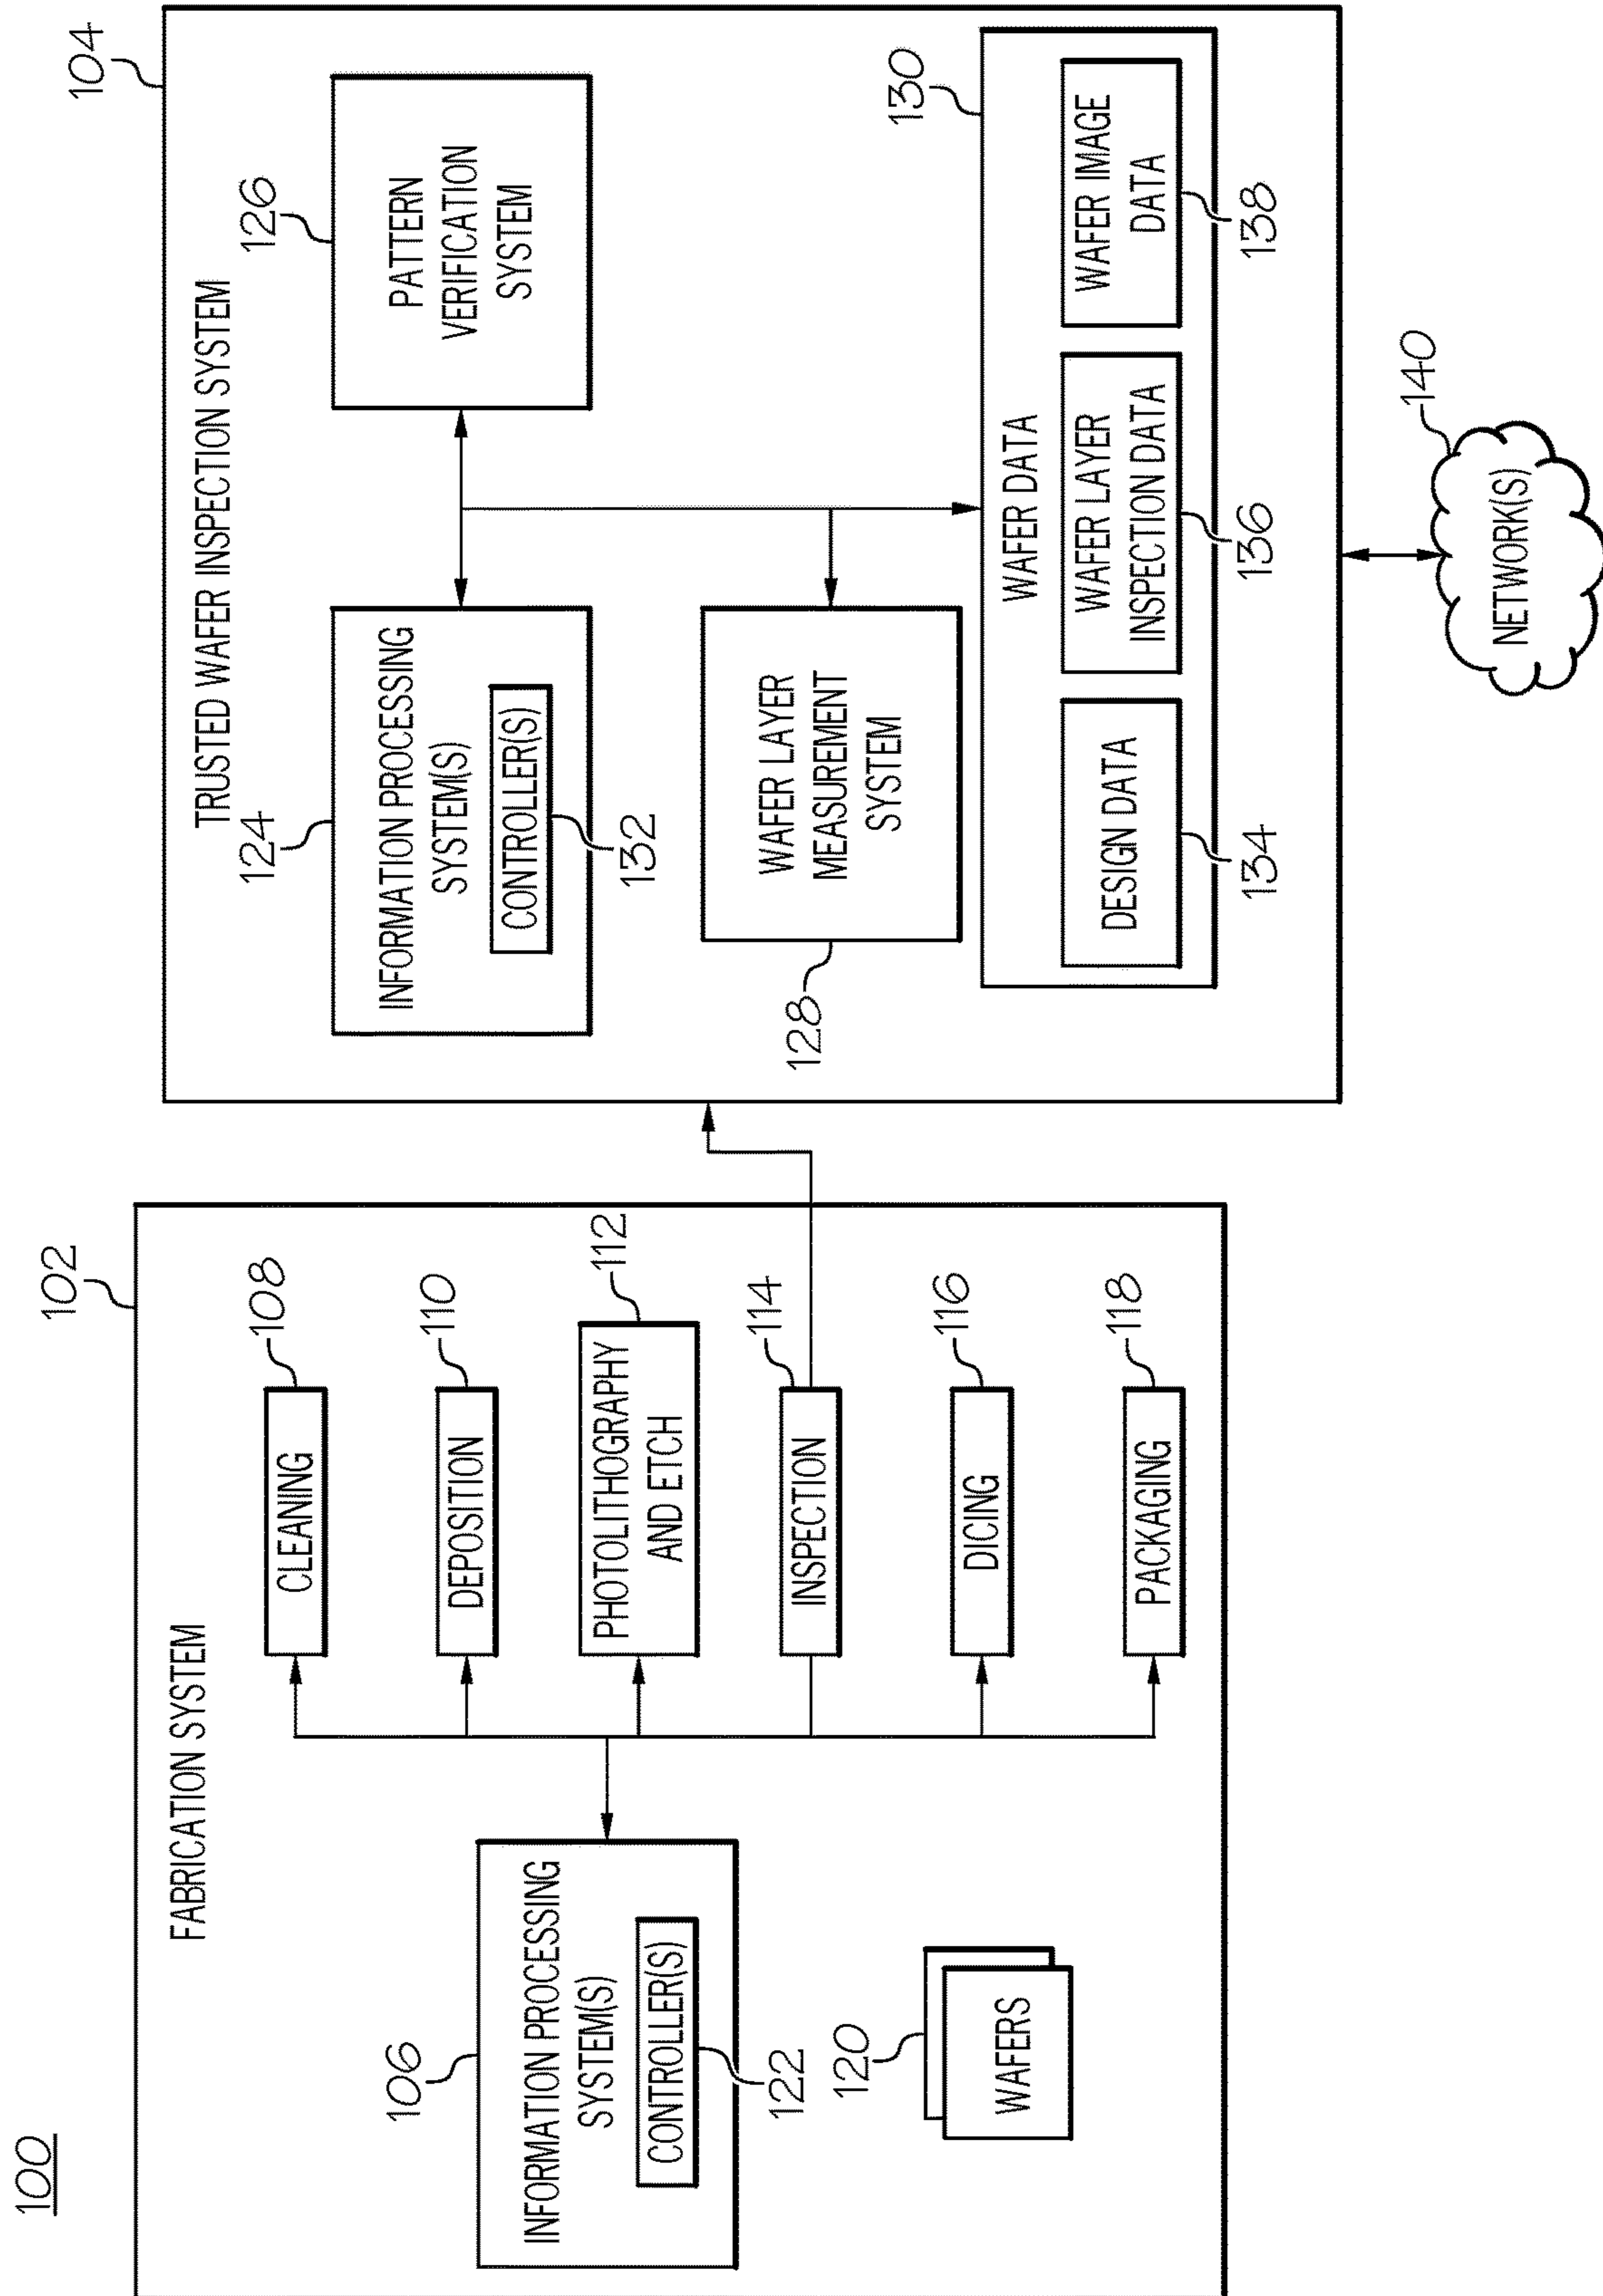 100
102
FABRICATION SYSTEM
106
INFORMATION PROCESSING
SYSTEM(S)
CONTROLLER(S)
122
120
WAFERS
CLEANING
108
DEPOSITION
110
PHOTOLITHOGRAPHY
AND ETCH
112
INSPECTION
114
DICING
116
PACKAGING
118
104
TRUSTED WAFER INSPECTION SYSTEM
124
INFORMATION PROCESSING
SYSTEM(S)
CONTROLLER(S)
132
126
PATTERN
VERIFICATION
SYSTEM
WAFER LAYER
MEASUREMENT
SYSTEM
128
130
WAFER DATA
DESIGN DATA
134
WAFER LAYER
INSPECTION DATA
136
WAFER IMAGE
DATA
138
NETWORK(S)
140